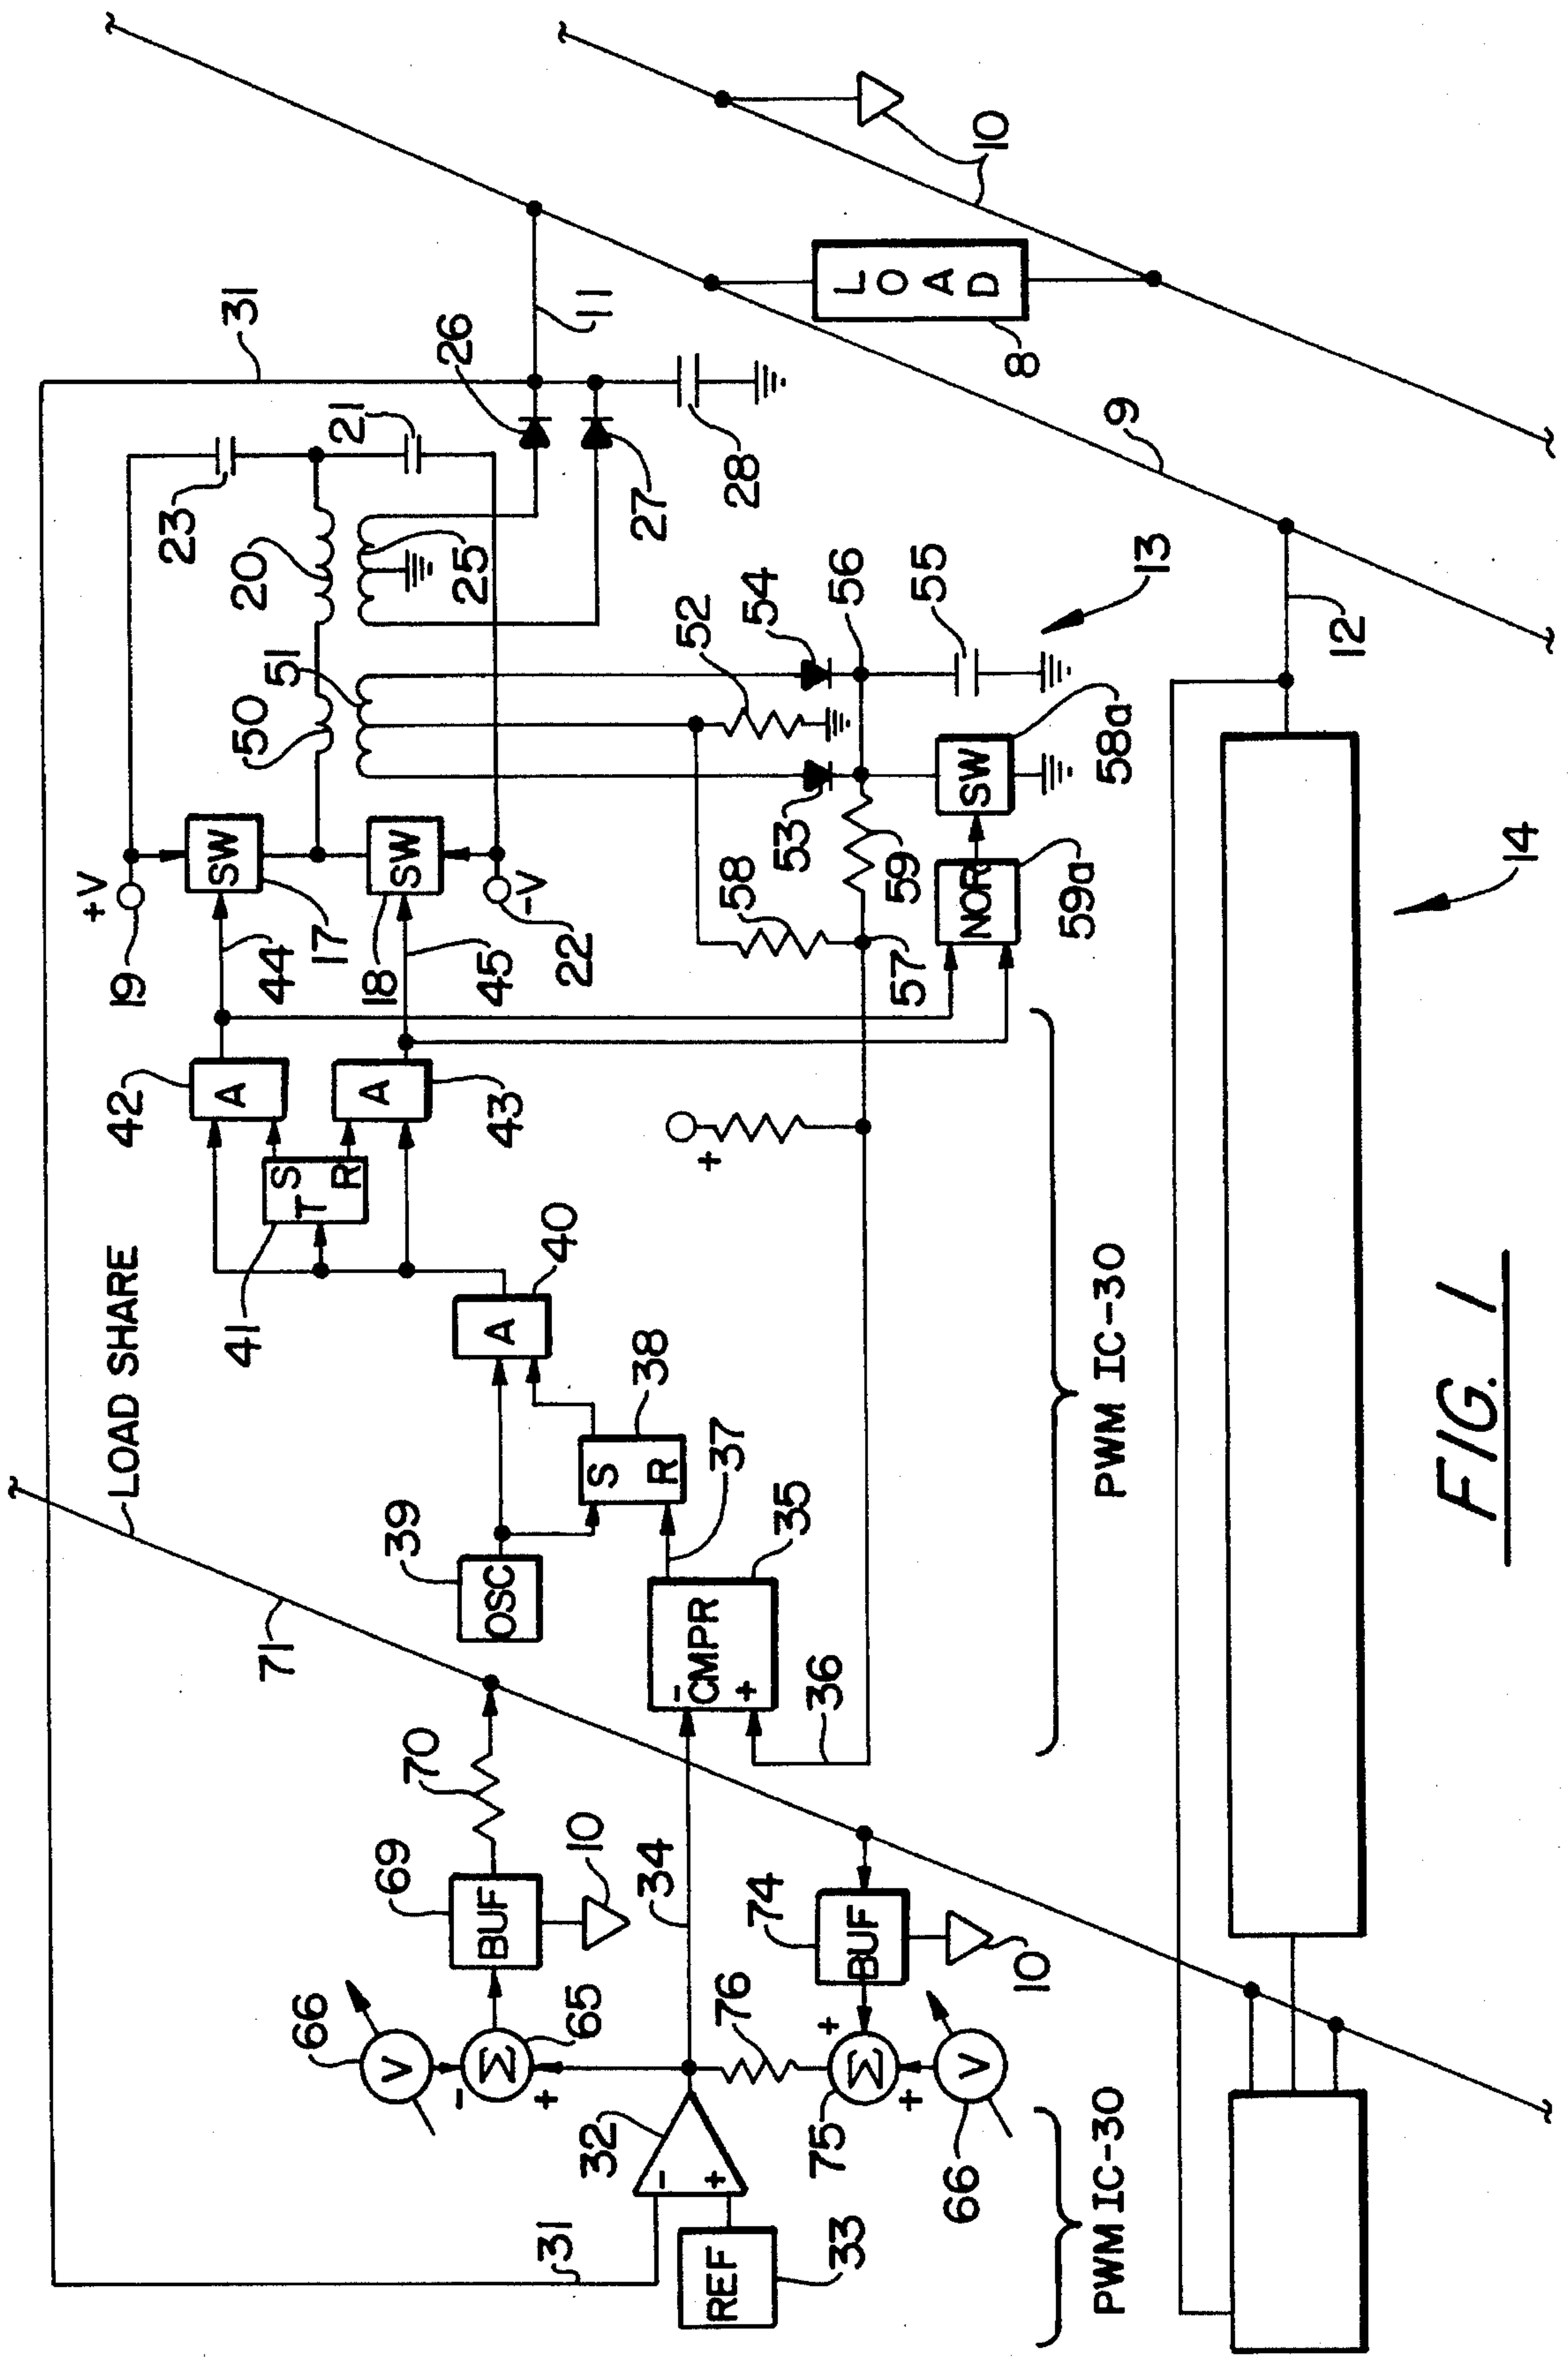 LOAD SHARE
71
31
31
+V
19
44
17
18
45
22
-V
42
A
43
A
41
S
T
R
40
A
39
OSC
38
S
R
37
35
-
CMPR
+
36
34
70
69
BUF
10
66
V
65
Σ
-
+
32
-
+
33
REF
76
75
Σ
+
+
74
BUF
10
66
V
23
21
20
25
50
51
26
27
28
11
52
54
53
56
55
58
59
57
+
SW
SW
SW
58a
NOR
59a
13
LOAD
8
9
10
12
14
PWM IC-30
PWM IC-30
FIG. 1